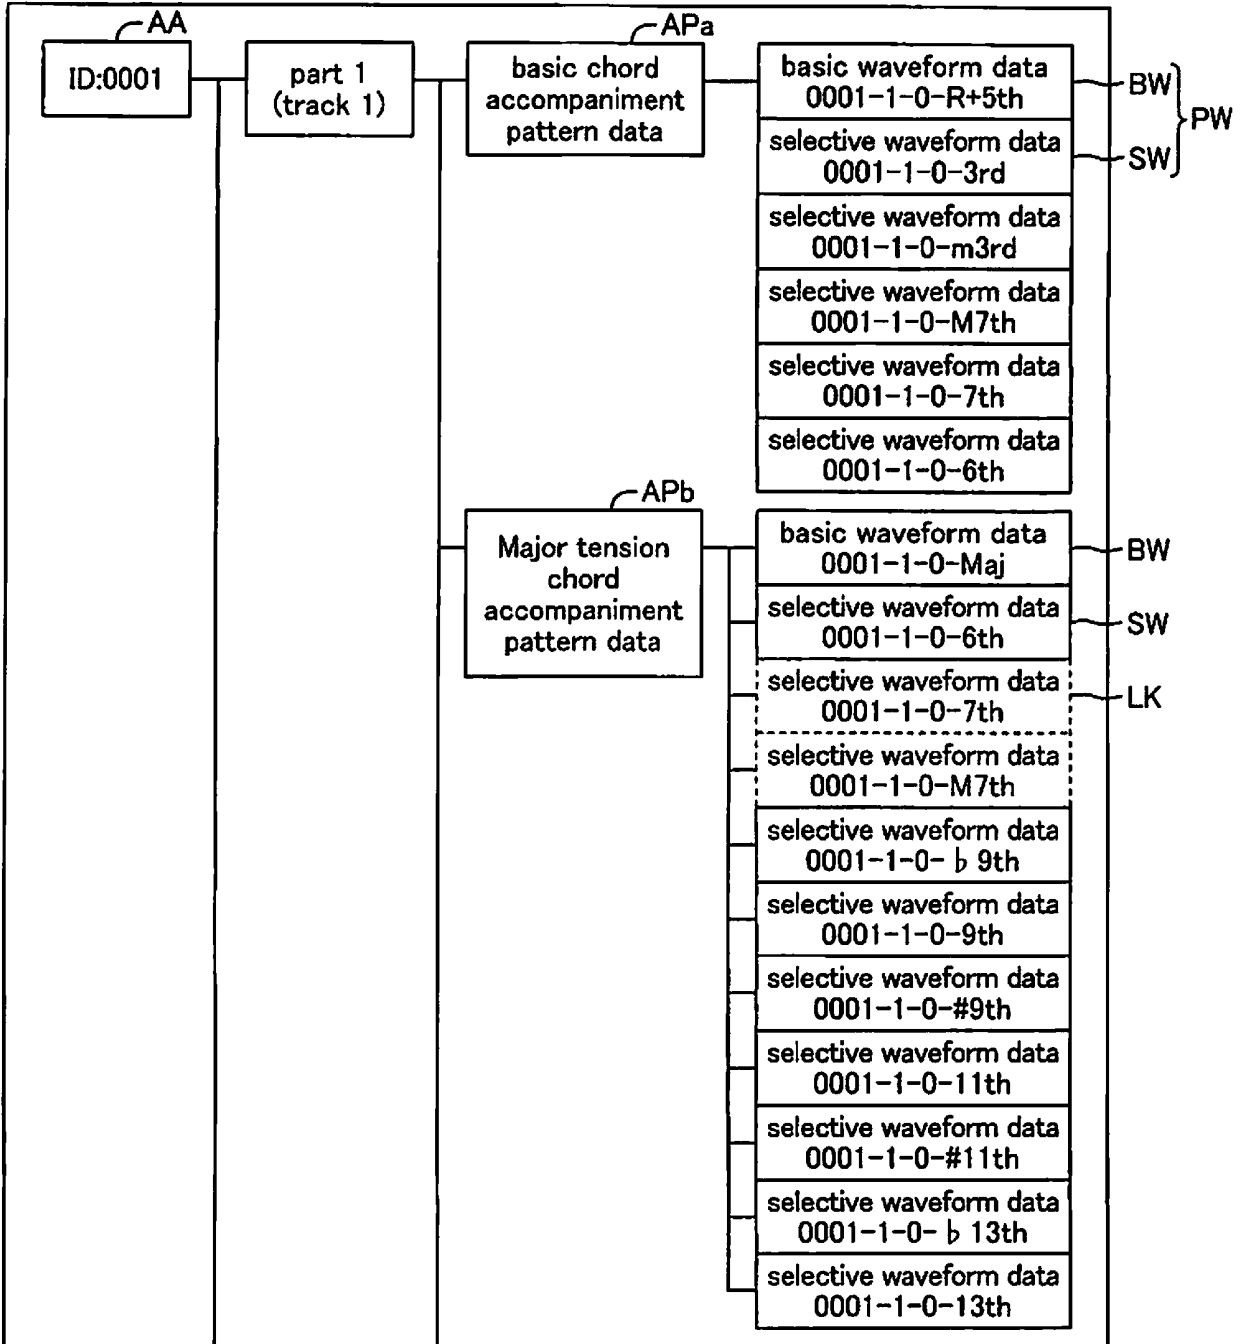 AA
ID:0001
part 1
(track 1)
APa
basic chord
accompaniment
pattern data
basic waveform data
0001-1-0-R+5th
BW
selective waveform data
0001-1-0-3rd
SW
PW
selective waveform data
0001-1-0-m3rd
selective waveform data
0001-1-0-M7th
selective waveform data
0001-1-0-7th
selective waveform data
0001-1-0-6th
APb
Major tension
chord
accompaniment
pattern data
basic waveform data
0001-1-0-Maj
BW
selective waveform data
0001-1-0-6th
SW
selective waveform data
0001-1-0-7th
LK
selective waveform data
0001-1-0-M7th
selective waveform data
0001-1-0-♭9th
selective waveform data
0001-1-0-9th
selective waveform data
0001-1-0-#9th
selective waveform data
0001-1-0-11th
selective waveform data
0001-1-0-#11th
selective waveform data
0001-1-0-♭13th
selective waveform data
0001-1-0-13th